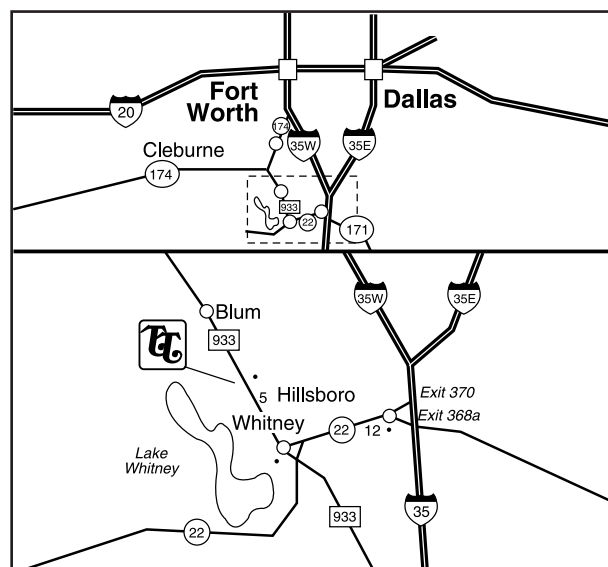 Fort
Worth
Dallas
20
174
35W
35E
Cleburne
174
933
22
171
35W
35E
Blum
933
TC
5
Hillsboro
Exit 370
Whitney
22
12
Exit 368a
Lake
Whitney
22
933
35